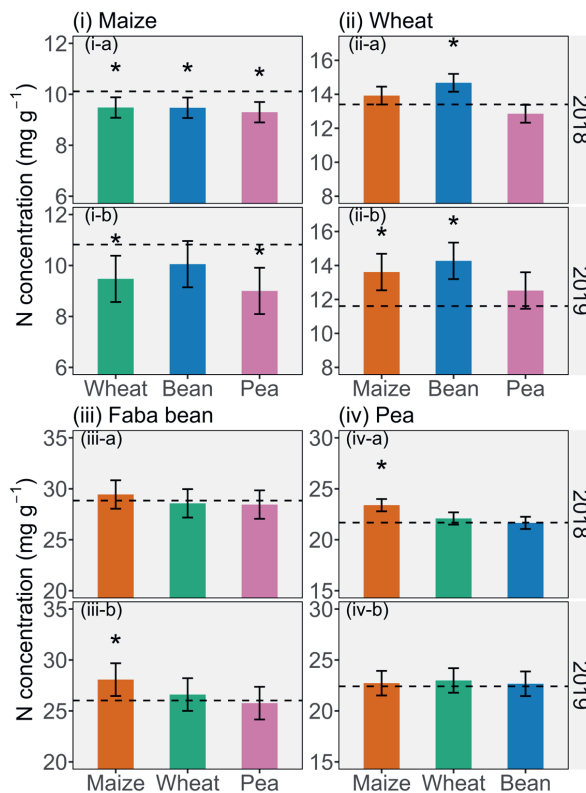 (i) Maize
(ii) Wheat
N concentration (mg g⁻¹)
12
10
8
6
(i-a)
*
*
*
16
14
12
10
8
(ii-a)
*
2018
10
8
6
(i-b)
*
*
Wheat
Bean
Pea
16
14
12
10
8
(ii-b)
*
*
Maize
Bean
Pea
2019
(iii) Faba bean
(iv) Pea
N concentration (mg g⁻¹)
35
30
25
20
(iii-a)
30
25
20
15
(iv-a)
*
2018
35
30
25
20
(iii-b)
*
Maize
Wheat
Pea
30
25
20
15
(iv-b)
Maize
Wheat
Bean
2019